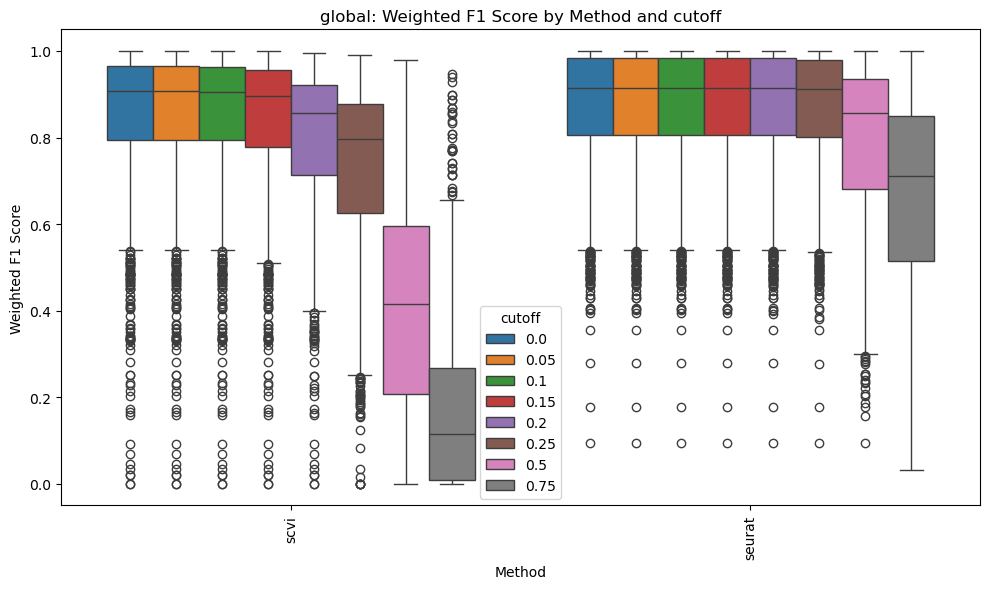 global: Weighted F1 Score by Method and cutoff
Weighted F1 Score
1.0
0.8
0.6
0.4
0.2
0.0
cutoff
0.0
0.05
0.1
0.15
0.2
0.25
0.5
0.75
scvi
seurat
Method